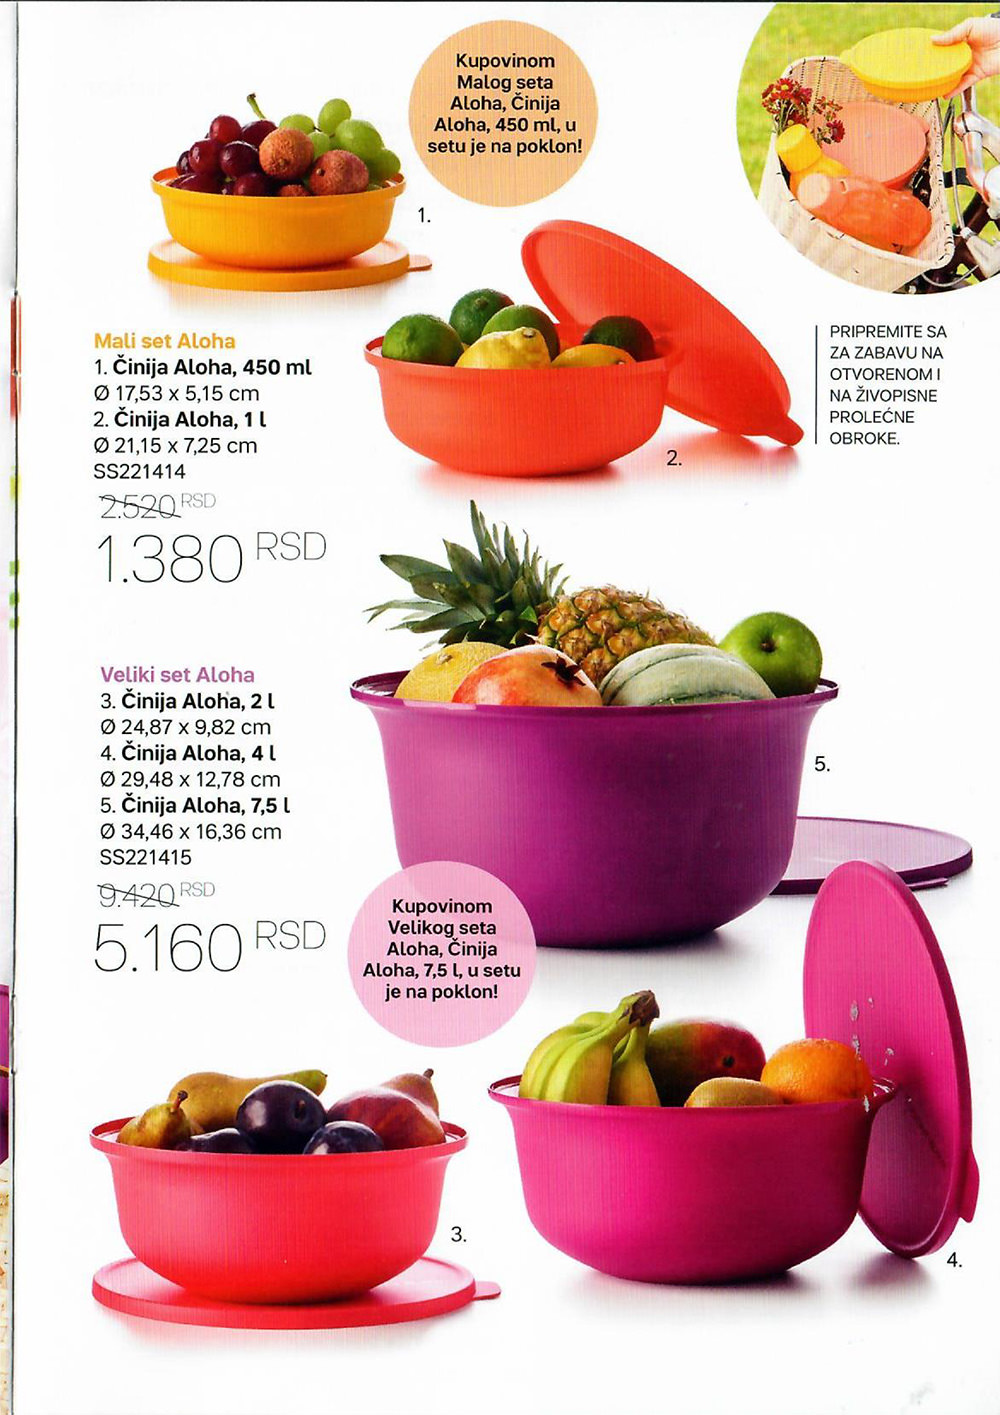 Kupovinom
Malog seta
Aloha, Činija
Aloha, 450 ml, u
setu je na poklon!
1.
2.
PRIPREMITE SA
ZA ZABAVU NA
OTVORENOM I
NA ŽIVOPISNE
PROLEĆNE
OBROKE.
Mali set Aloha
1. Činija Aloha, 450 ml
Ø 17,53 x 5,15 cm
2. Činija Aloha, 1 l
Ø 21,15 x 7,25 cm
SS221414
2.520 RSD
1.380 RSD
Veliki set Aloha
3. Činija Aloha, 2 l
Ø 24,87 x 9,82 cm
4. Činija Aloha, 4 l
Ø 29,48 x 12,78 cm
5. Činija Aloha, 7,5 l
Ø 34,46 x 16,36 cm
SS221415
9.420 RSD
5.160 RSD
5.
Kupovinom
Velikog seta
Aloha, Činija
Aloha, 7,5 l, u setu
je na poklon!
3.
4.